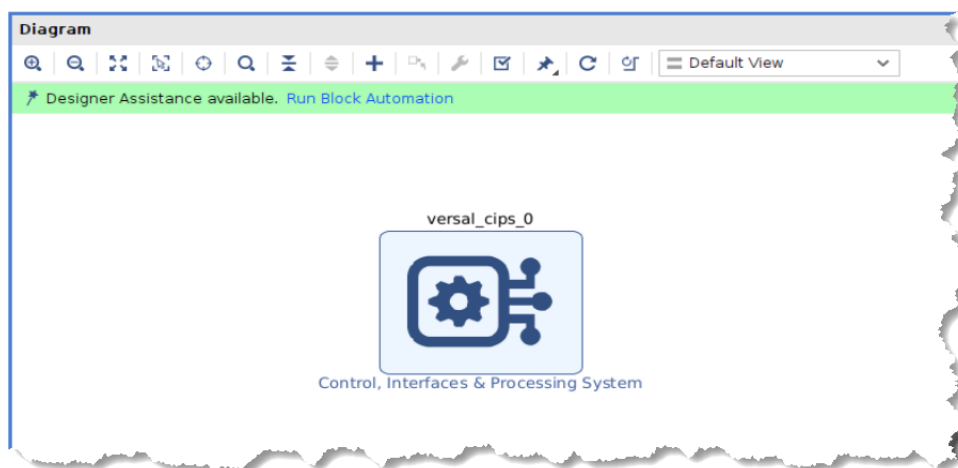 Diagram
Default View
Designer Assistance available. Run Block Automation
versal_cips_0
Control, Interfaces & Processing System